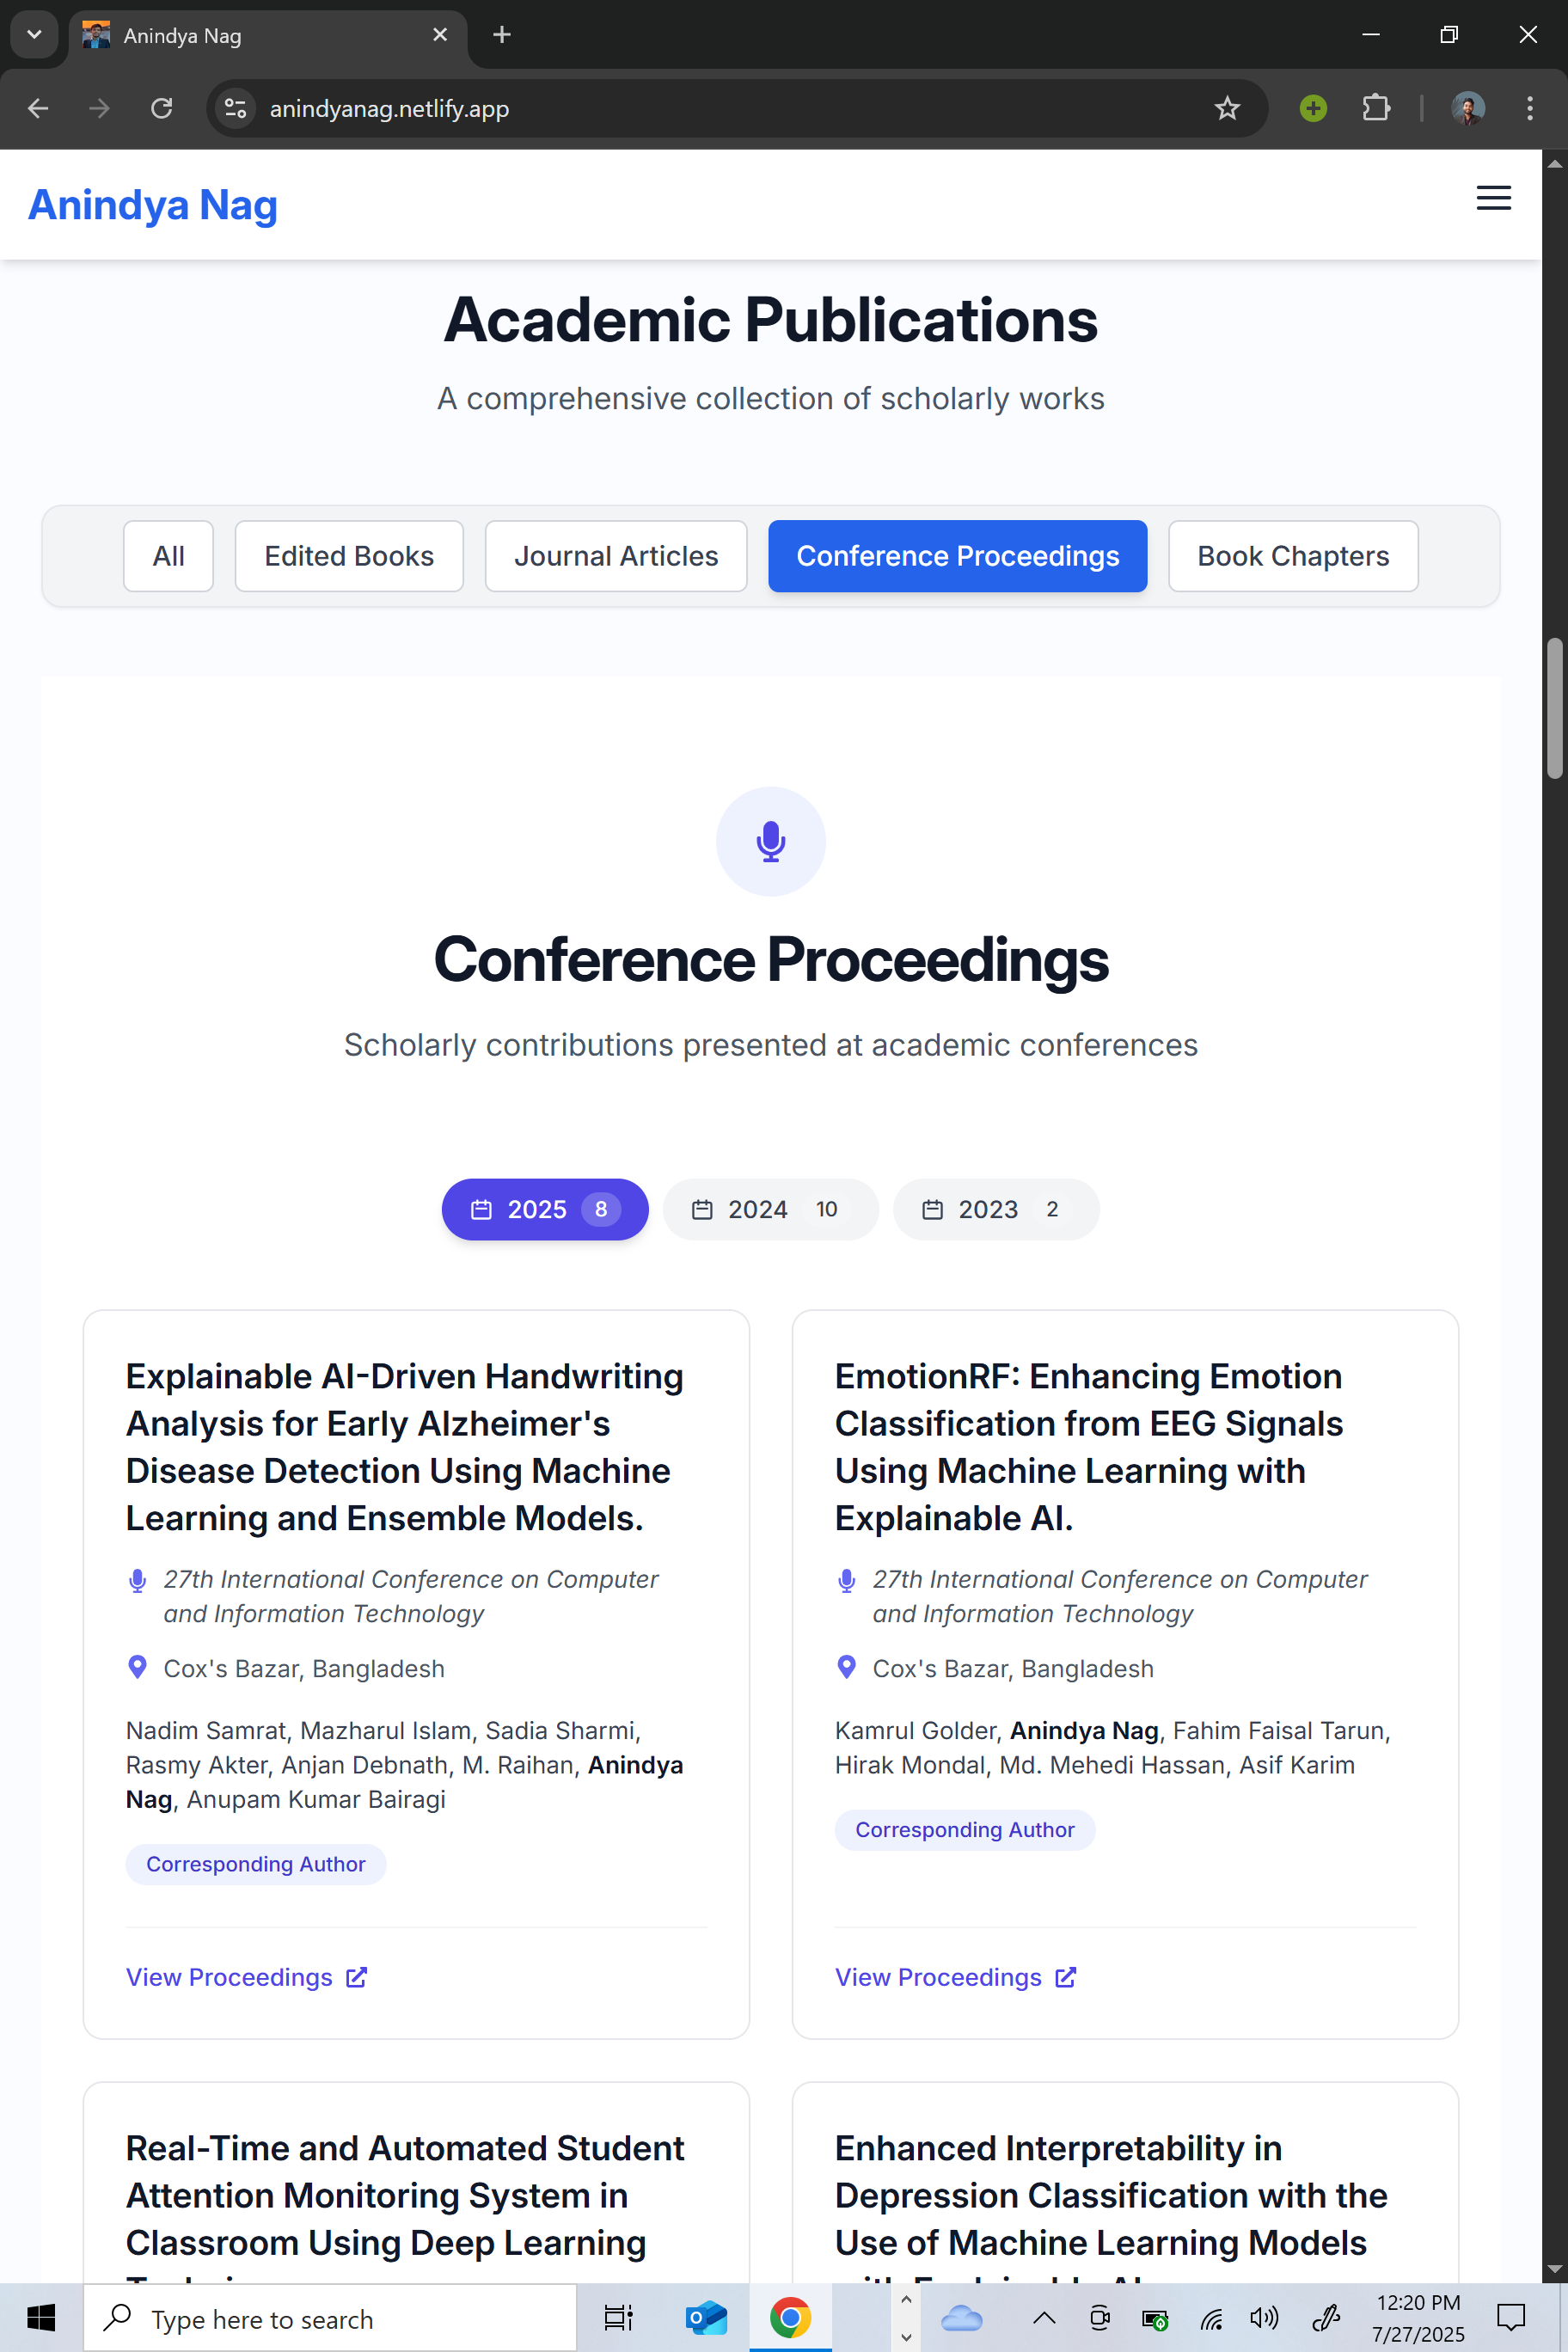 Anindya Nag
anindyanag.netlify.app
Anindya Nag
Academic Publications
A comprehensive collection of scholarly works
All
Edited Books
Journal Articles
Conference Proceedings
Book Chapters
Conference Proceedings
Scholarly contributions presented at academic conferences
2025 8
2024 10
2023 2
Explainable AI-Driven Handwriting
Analysis for Early Alzheimer's
Disease Detection Using Machine
Learning and Ensemble Models.
27th International Conference on Computer
and Information Technology
Cox's Bazar, Bangladesh
Nadim Samrat, Mazharul Islam, Sadia Sharmi,
Rasmy Akter, Anjan Debnath, M. Raihan, Anindya
Nag, Anupam Kumar Bairagi
Corresponding Author
View Proceedings
EmotionRF: Enhancing Emotion
Classification from EEG Signals
Using Machine Learning with
Explainable AI.
27th International Conference on Computer
and Information Technology
Cox's Bazar, Bangladesh
Kamrul Golder, Anindya Nag, Fahim Faisal Tarun,
Hirak Mondal, Md. Mehedi Hassan, Asif Karim
Corresponding Author
View Proceedings
Real-Time and Automated Student
Attention Monitoring System in
Classroom Using Deep Learning
Enhanced Interpretability in
Depression Classification with the
Use of Machine Learning Models
Type here to search
12:20 PM
7/27/2025